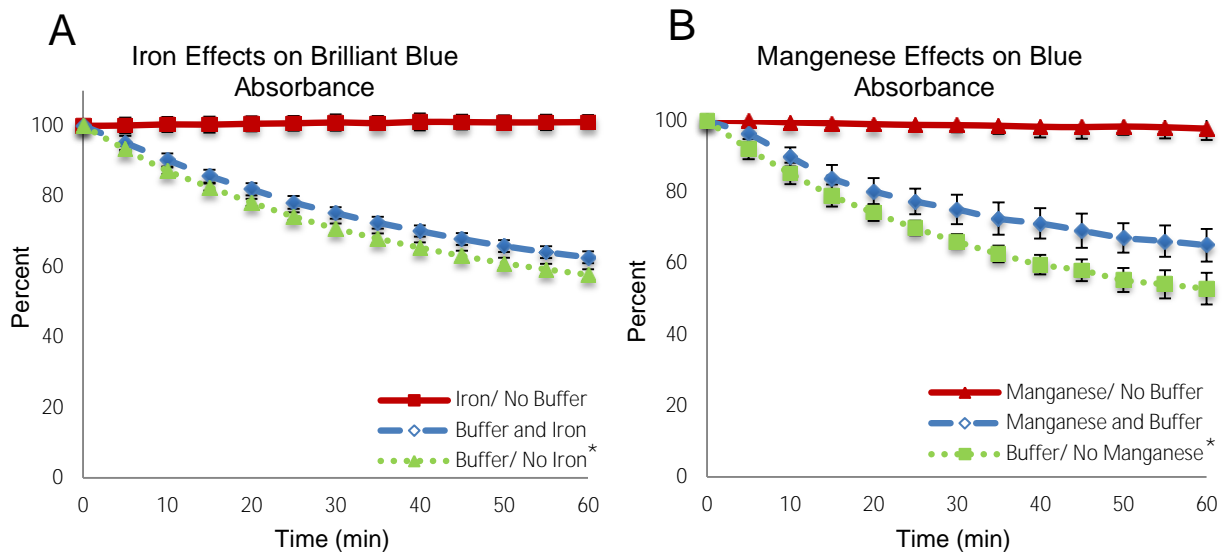 A
Iron Effects on Brilliant Blue
Absorbance
100
80
60
40
20
0
Percent
0 10 20 30 40 50 60
Time (min)
Iron/ No Buffer
Buffer and Iron
Buffer/ No Iron*
B
Mangenese Effects on Blue
Absorbance
100
80
60
40
20
0
Percent
0 10 20 30 40 50 60
Time (min)
Manganese/ No Buffer
Manganese and Buffer
Buffer/ No Manganese*